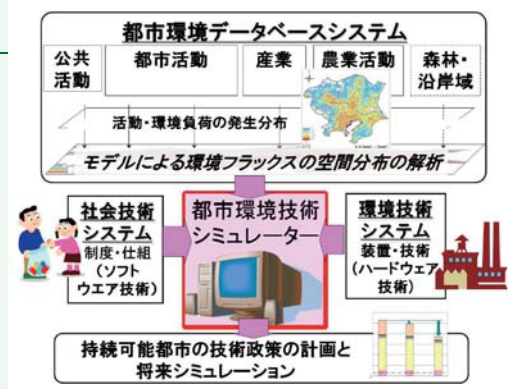 都市環境データベースシステム
公共
活動
都市活動
産業
農業活動
森林・
沿岸域
活動・環境負荷の発生分布
モデルによる環境フラックスの空間分布の解析
社会技術
システム
制度・仕組
（ソフト
ウエア技術）
都市環境技術
シミュレーター
環境技術
システム
装置・技術
（ハードウェア
技術）
持続可能都市の技術政策の計画と
将来シミュレーション